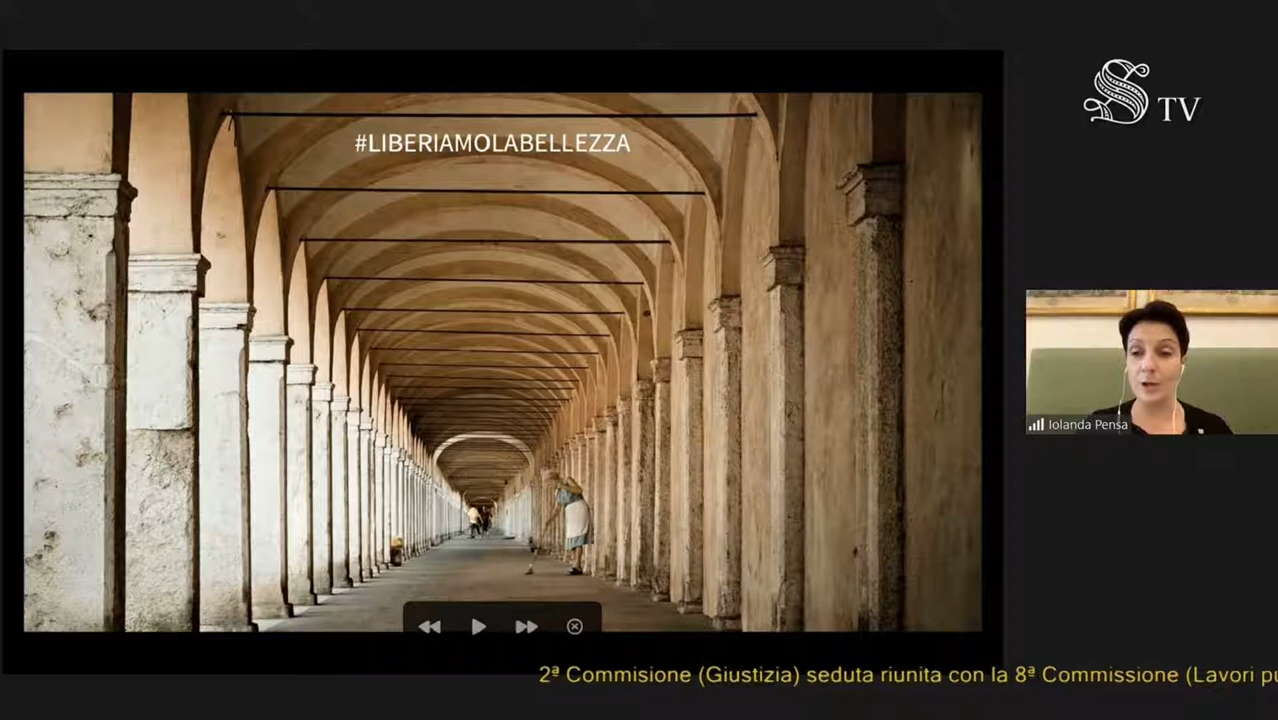 #LIBERIAMOLABELLEZZA
S TV
Iolanda Pensa
2ª Commisione (Giustizia) seduta riunita con la 8ª Commissione (Lavori pu